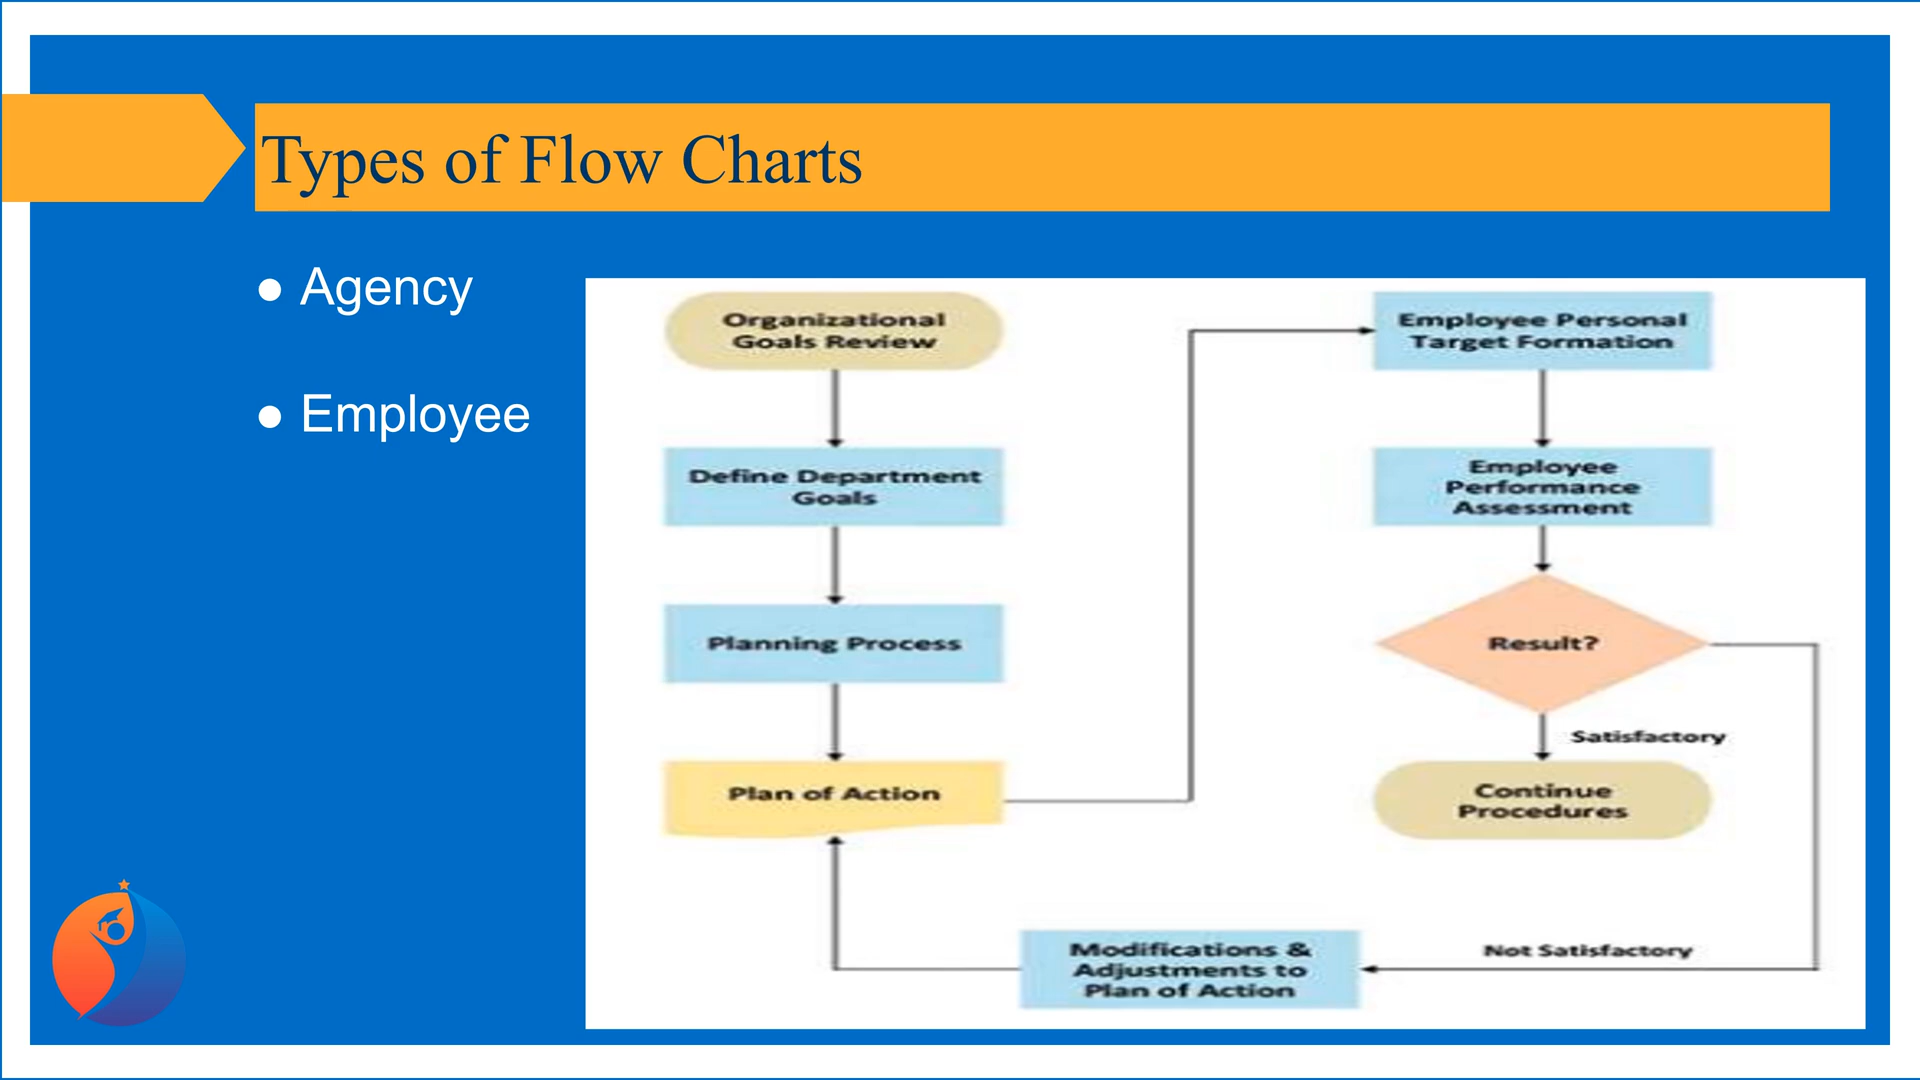 Types of Flow Charts
● Agency
● Employee
Organizational
Goals Review
Define Department
Goals
Planning Process
Plan of Action
Employee Personal
Target Formation
Employee
Performance
Assessment
Result?
Satisfactory
Continue
Procedures
Not Satisfactory
Modifications &
Adjustments to
Plan of Action